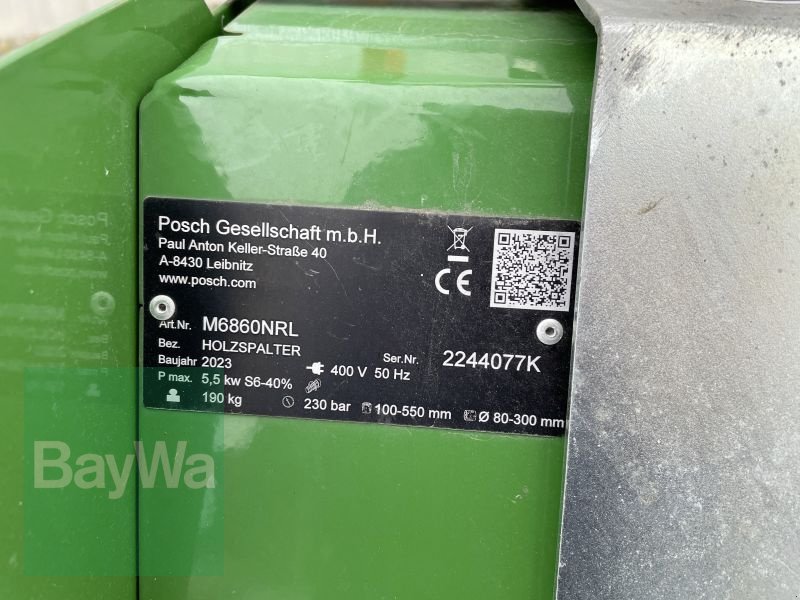 Posch Gesellschaft m.b.H.
Paul Anton Keller-Straße 40
A-8430 Leibnitz
www.posch.com
CE
Art.Nr. M6860NRL
Bez. HOLZSPALTER
Baujahr 2023
Ser.Nr. 2244077K
400 V 50 Hz
P max. 5,5 kw S6-40%
190 kg
230 bar
100-550 mm
Ø 80-300 mm
BayWa